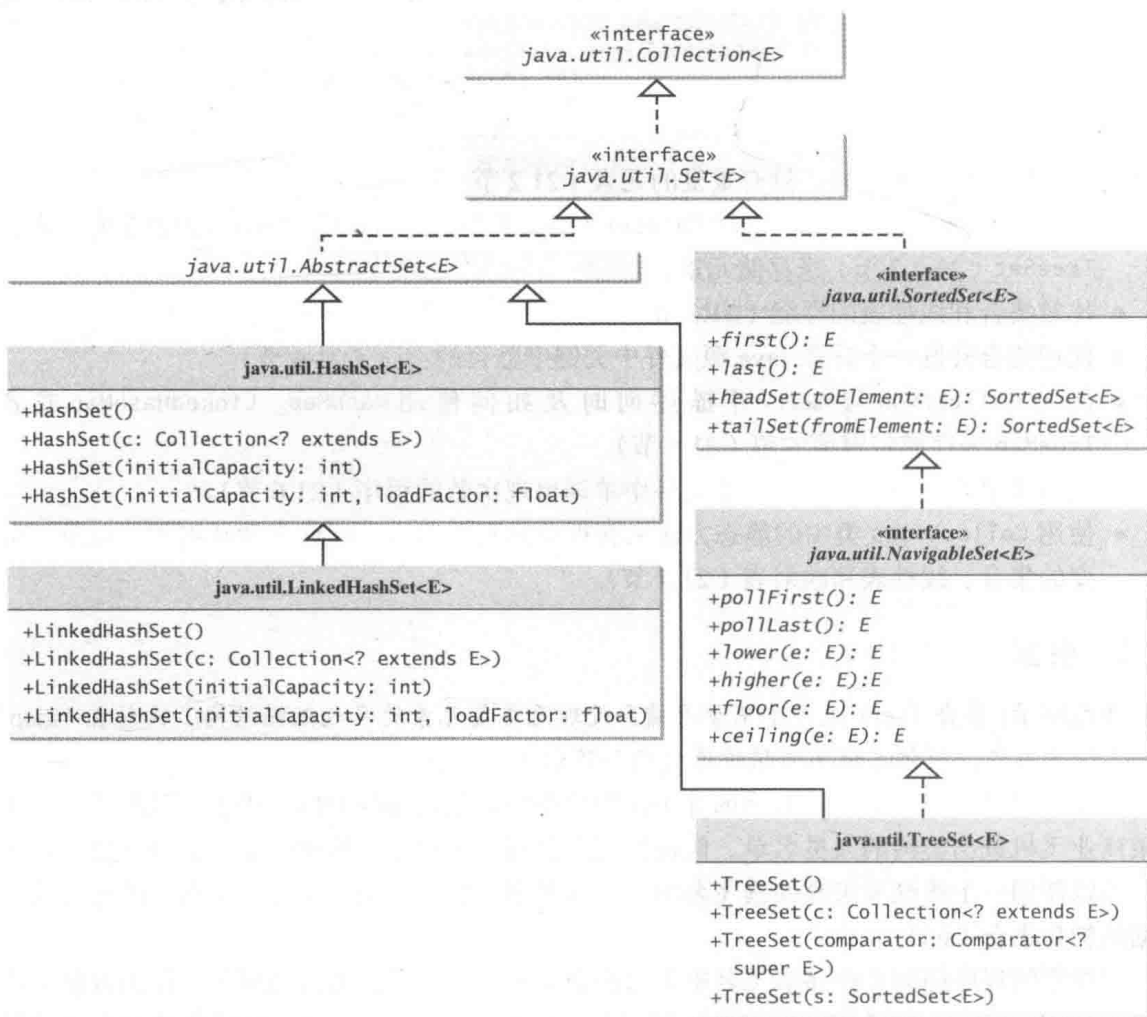 «interface»
java.util.Collection<E>
«interface»
java.util.Set<E>
java.util.AbstractSet<E>
«interface»
java.util.SortedSet<E>
+first(): E
+last(): E
+headSet(toElement: E): SortedSet<E>
+tailSet(fromElement: E): SortedSet<E>
java.util.HashSet<E>
+HashSet()
+HashSet(c: Collection<? extends E>)
+HashSet(initialCapacity: int)
+HashSet(initialCapacity: int, loadFactor: float)
«interface»
java.util.NavigableSet<E>
+pollFirst(): E
+pollLast(): E
+lower(e: E): E
+higher(e: E):E
+floor(e: E): E
+ceiling(e: E): E
java.util.LinkedHashSet<E>
+LinkedHashSet()
+LinkedHashSet(c: Collection<? extends E>)
+LinkedHashSet(initialCapacity: int)
+LinkedHashSet(initialCapacity: int, loadFactor: float)
java.util.TreeSet<E>
+TreeSet()
+TreeSet(c: Collection<? extends E>)
+TreeSet(comparator: Comparator<?
super E>)
+TreeSet(s: SortedSet<E>)